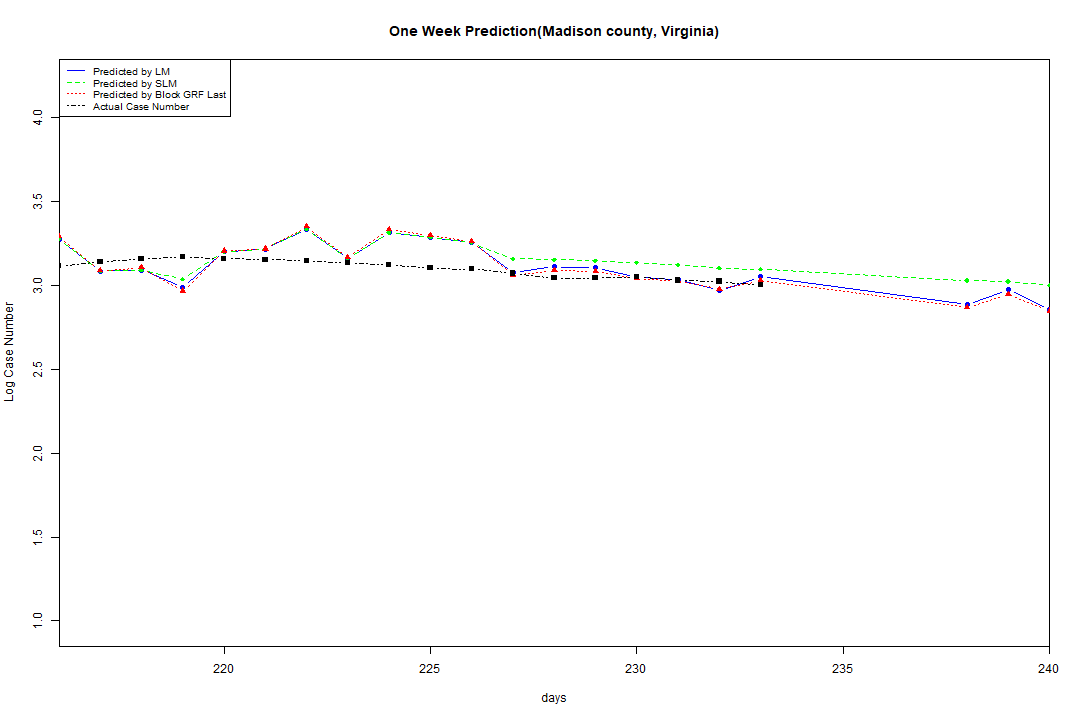 One Week Prediction(Madison county, Virginia)
Predicted by LM
Predicted by SLM
Predicted by Block GRF Last
Actual Case Number
4.0
3.5
3.0
2.5
2.0
1.5
1.0
Log Case Number
220 225 230 235 240
days